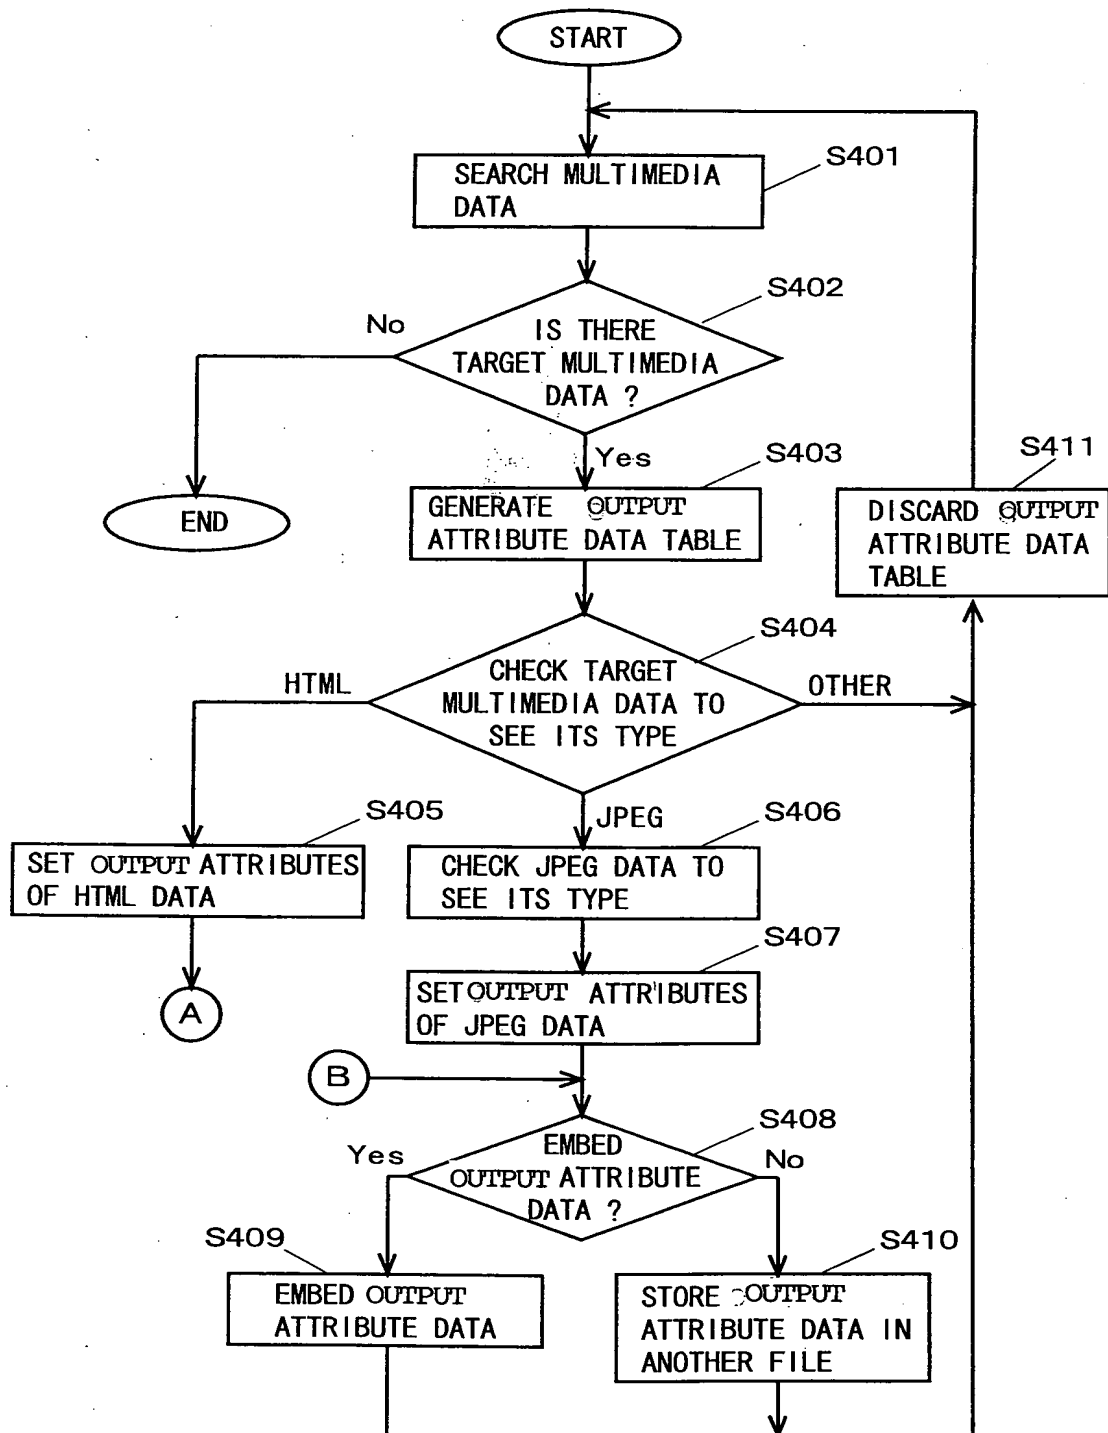 START
S401
SEARCH MULTIMEDIA
DATA
S402
No
IS THERE
TARGET MULTIMEDIA
DATA ?
Yes
S403
S411
GENERATE OUTPUT
ATTRIBUTE DATA TABLE
END
DISCARD OUTPUT
ATTRIBUTE DATA
TABLE
S404
HTML
CHECK TARGET
MULTIMEDIA DATA TO
SEE ITS TYPE
OTHER
JPEG
S405
S406
SET OUTPUT ATTRIBUTES
OF HTML DATA
CHECK JPEG DATA TO
SEE ITS TYPE
S407
A
SET OUTPUT ATTRIBUTES
OF JPEG DATA
B
S408
Yes
EMBED
OUTPUT ATTRIBUTE
DATA ?
No
S409
S410
EMBED OUTPUT
ATTRIBUTE DATA
STORE OUTPUT
ATTRIBUTE DATA IN
ANOTHER FILE